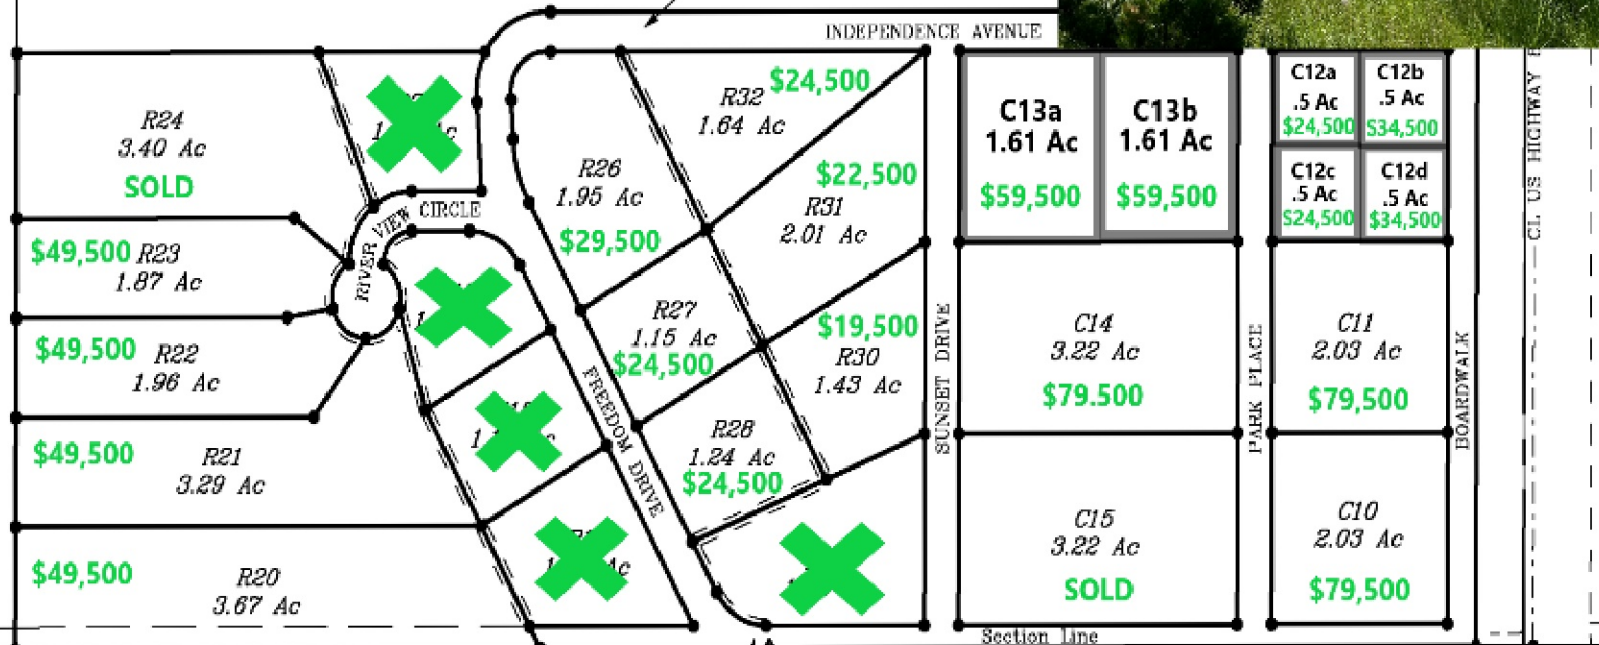 INDEPENDENCE AVENUE
R24
3.40 Ac
SOLD
R32 $24,500
1.64 Ac
C13a
1.61 Ac
$59,500
C13b
1.61 Ac
$59,500
C12a
.5 Ac
$24,500
C12b
.5 Ac
$34,500
C12c
.5 Ac
$24,500
C12d
.5 Ac
$34,500
R26
1.95 Ac
$29,500
$22,500
R31
2.01 Ac
RIVER VIEW CIRCLE
$49,500 R23
1.87 Ac
$49,500 R22
1.96 Ac
R27
1.15 Ac
$24,500
$19,500
R30
1.43 Ac
SUNSET DRIVE
C14
3.22 Ac
$79.500
PARK PLACE
C11
2.03 Ac
$79,500
BOARDWALK
C.L. US HIGHWAY
FREEDOM DRIVE
$49,500 R21
3.29 Ac
R28
1.24 Ac
$24,500
$49,500 R20
3.67 Ac
Ac
C15
3.22 Ac
SOLD
C10
2.03 Ac
$79,500
Section Line